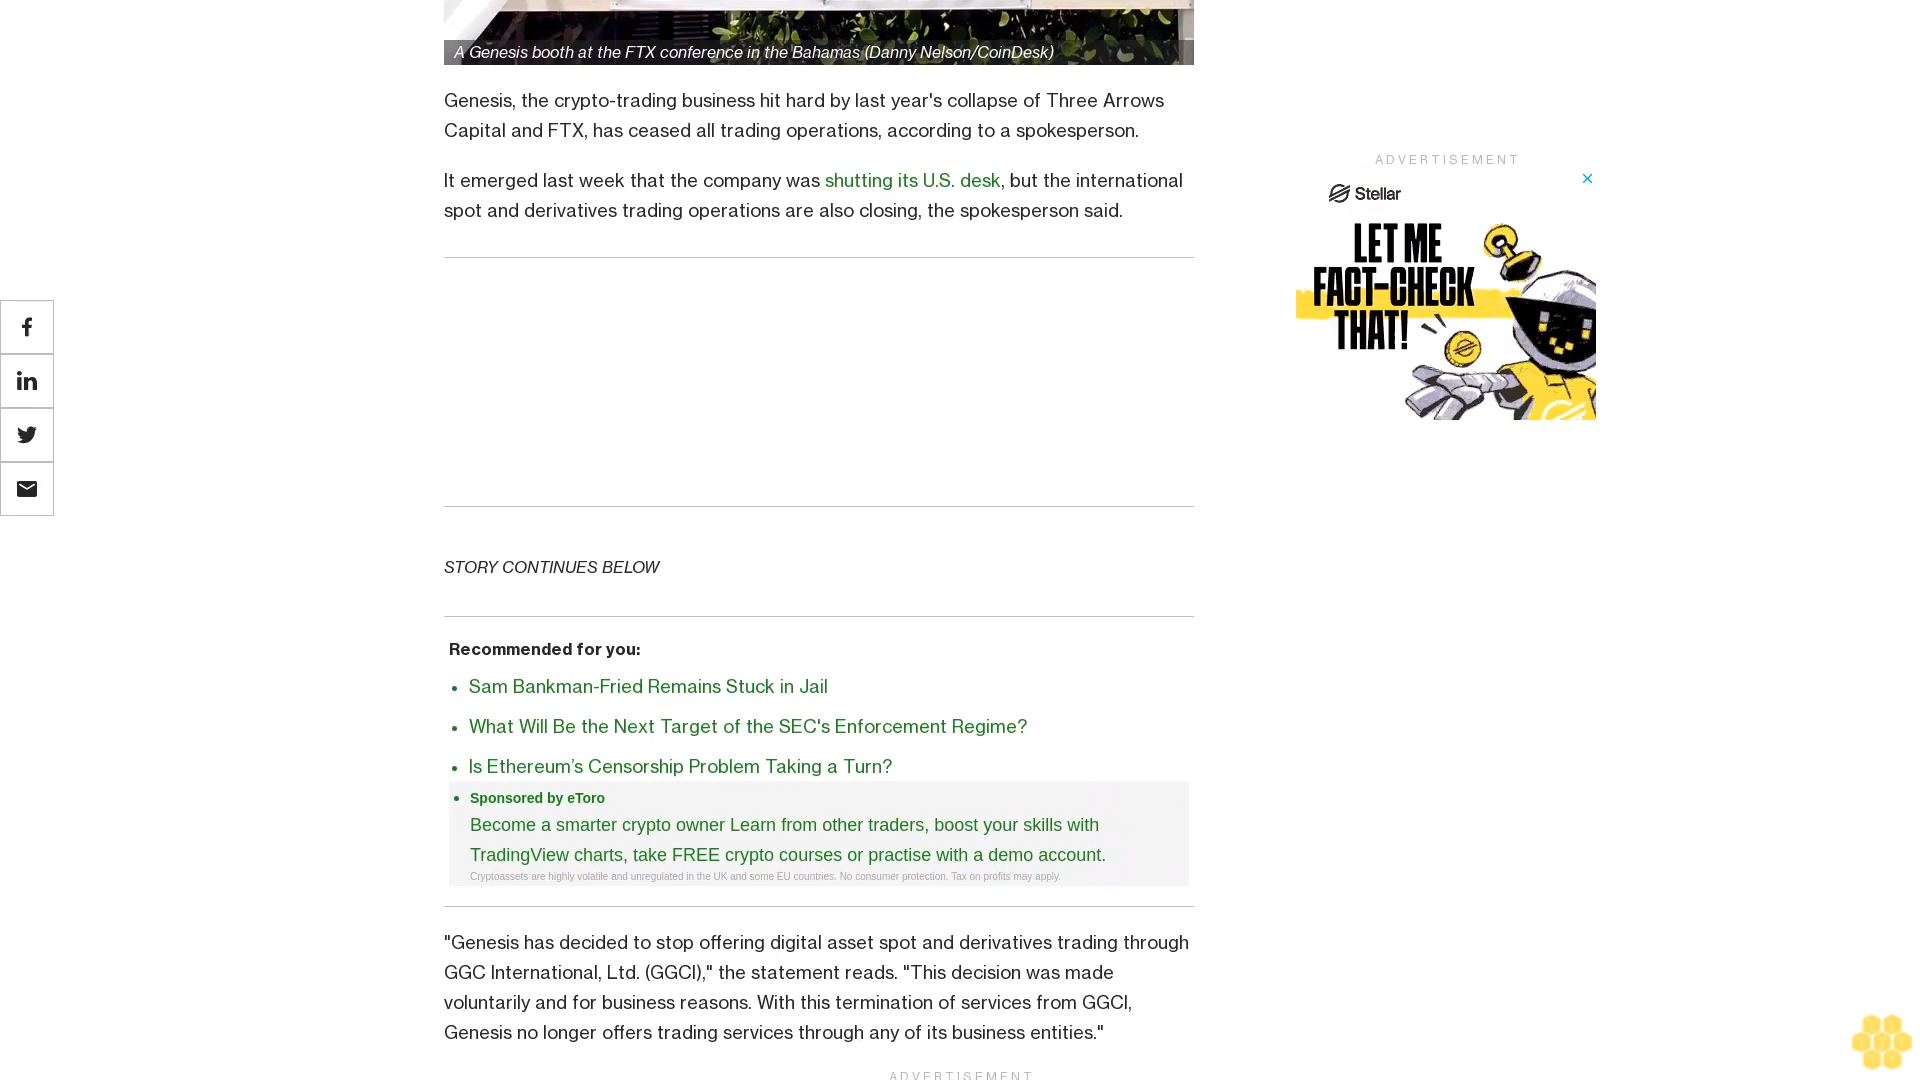 A Genesis booth at the FTX conference in the Bahamas (Danny Nelson/CoinDesk)
Genesis, the crypto-trading business hit hard by last year's collapse of Three Arrows
Capital and FTX, has ceased all trading operations, according to a spokesperson.
It emerged last week that the company was shutting its U.S. desk, but the international
spot and derivatives trading operations are also closing, the spokesperson said.
ADVERTISEMENT
Stellar
LET ME
FACT-CHECK
THAT!
STORY CONTINUES BELOW
Recommended for you:
• Sam Bankman-Fried Remains Stuck in Jail
• What Will Be the Next Target of the SEC's Enforcement Regime?
• Is Ethereum’s Censorship Problem Taking a Turn?
• Sponsored by eToro
Become a smarter crypto owner Learn from other traders, boost your skills with
TradingView charts, take FREE crypto courses or practise with a demo account.
Cryptoassets are highly volatile and unregulated in the UK and some EU countries. No consumer protection. Tax on profits may apply.
"Genesis has decided to stop offering digital asset spot and derivatives trading through
GGC International, Ltd. (GGCI)," the statement reads. "This decision was made
voluntarily and for business reasons. With this termination of services from GGCI,
Genesis no longer offers trading services through any of its business entities."
ADVERTISEMENT